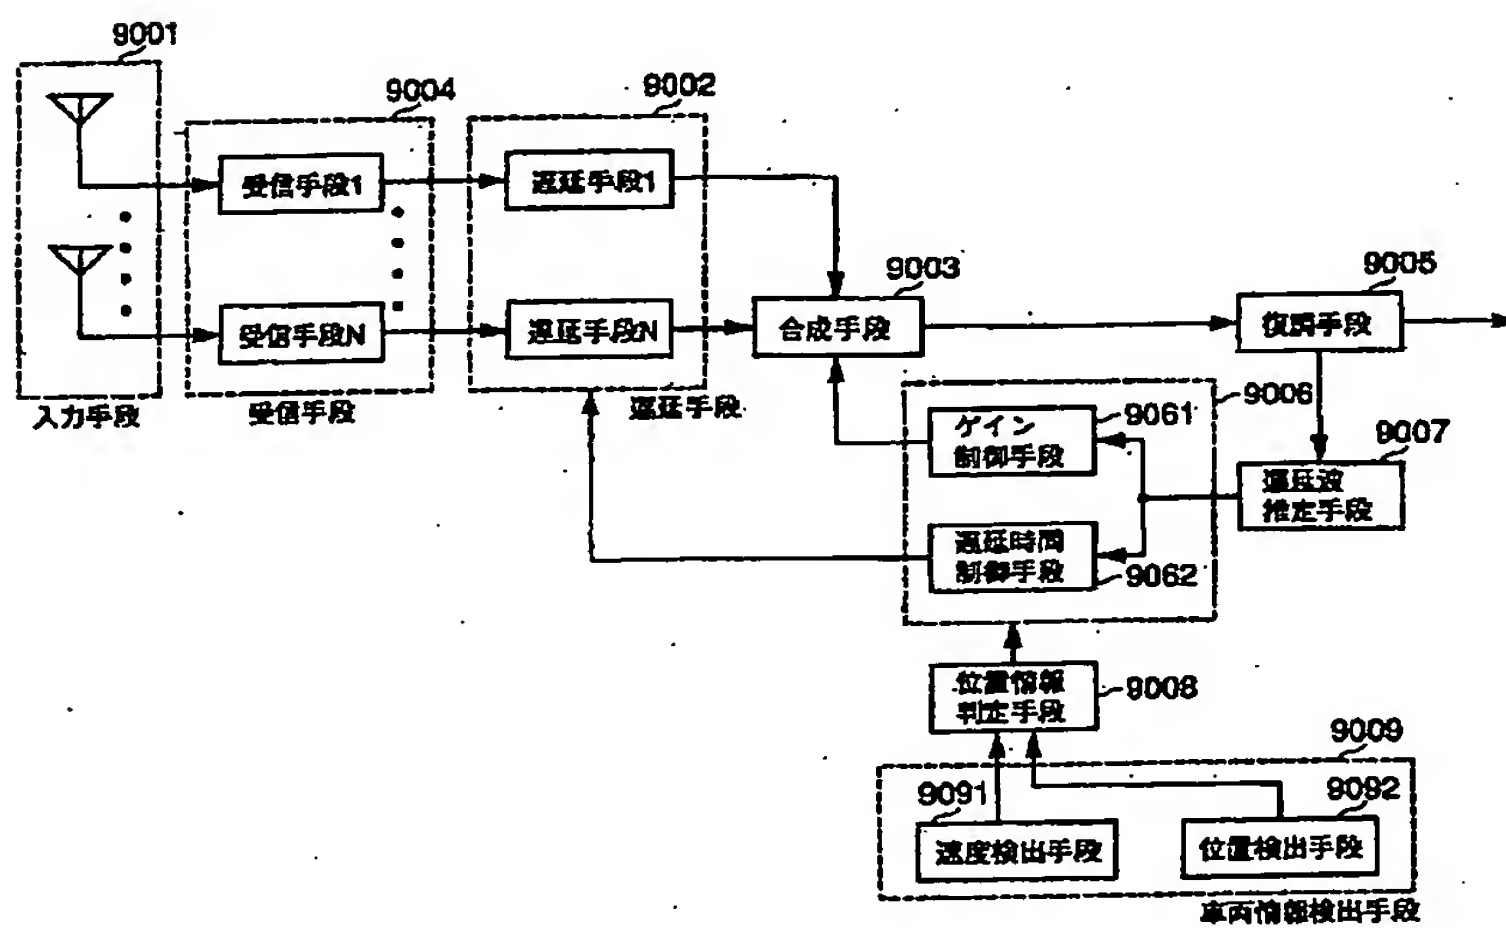 9001
9004
9002
受信手段1
遅延手段1
9003
9005
受信手段N
遅延手段N
合成手段
復調手段
入力手段
受信手段
遅延手段
9006
ゲイン
制御手段
9061
9007
遅延波
推定手段
遅延時間
制御手段
9062
位置情報
判定手段
9008
9009
9091
9092
速度検出手段
位置検出手段
車両情報検出手段